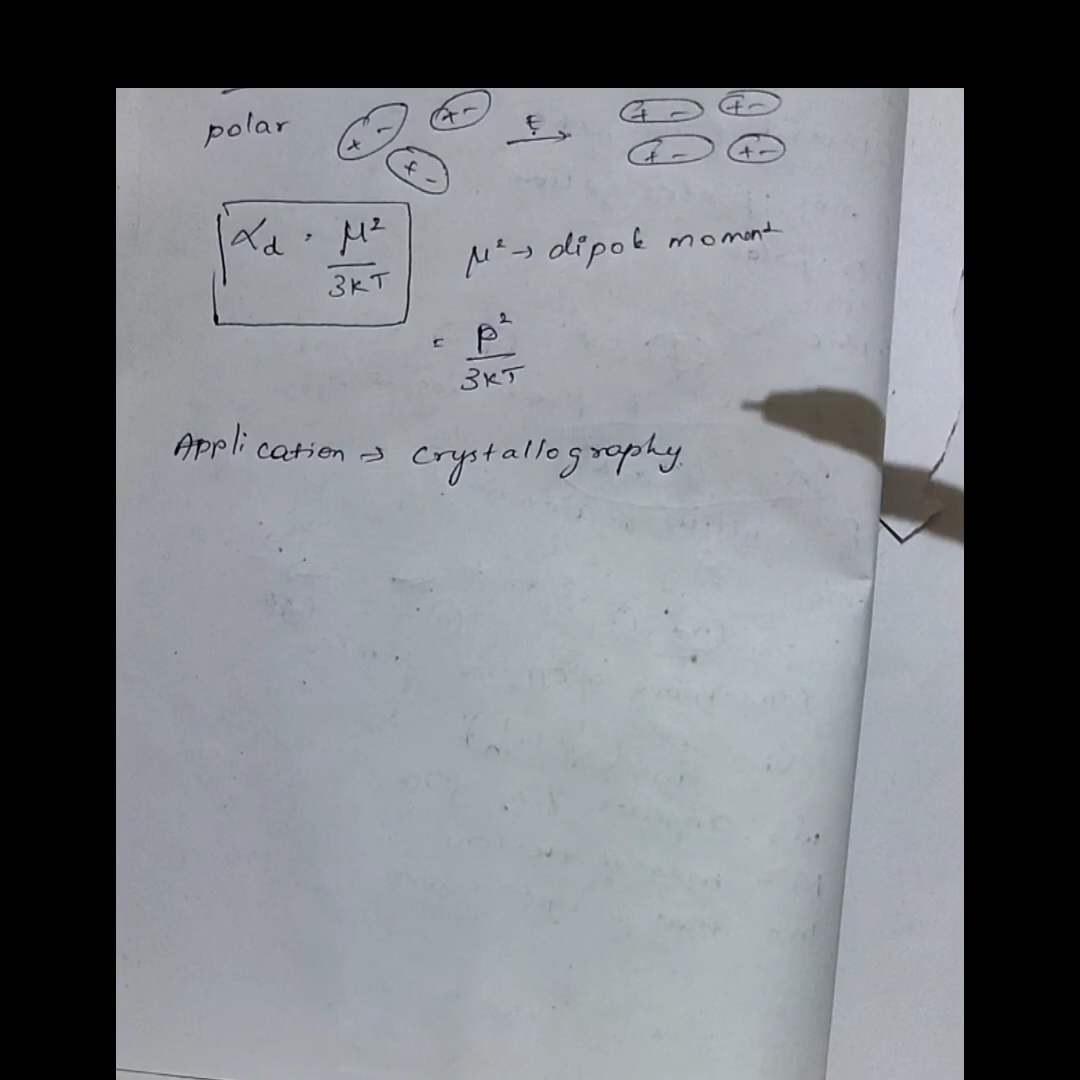 polar + - + - + - E → + - + - + - + -
αd = μ²/3KT μ² → dipole moment
= p²/3KT
Application → crystallography